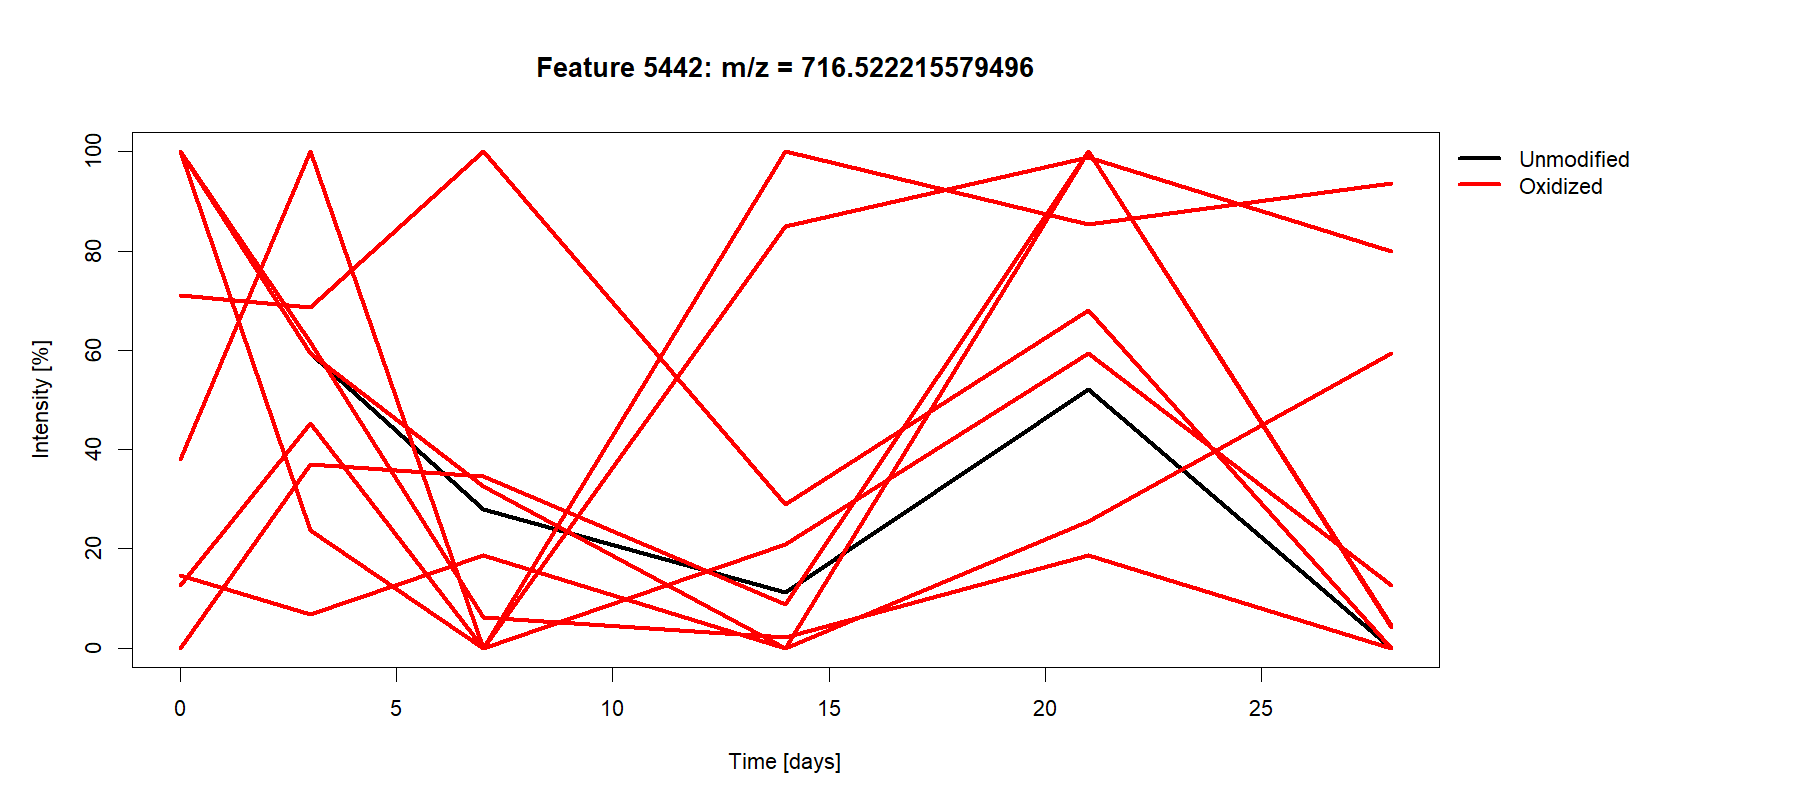 Feature 5442: m/z = 716.522215579496
Unmodified
Oxidized
Intensity [%]
100
80
60
40
20
0
0 5 10 15 20 25
Time [days]